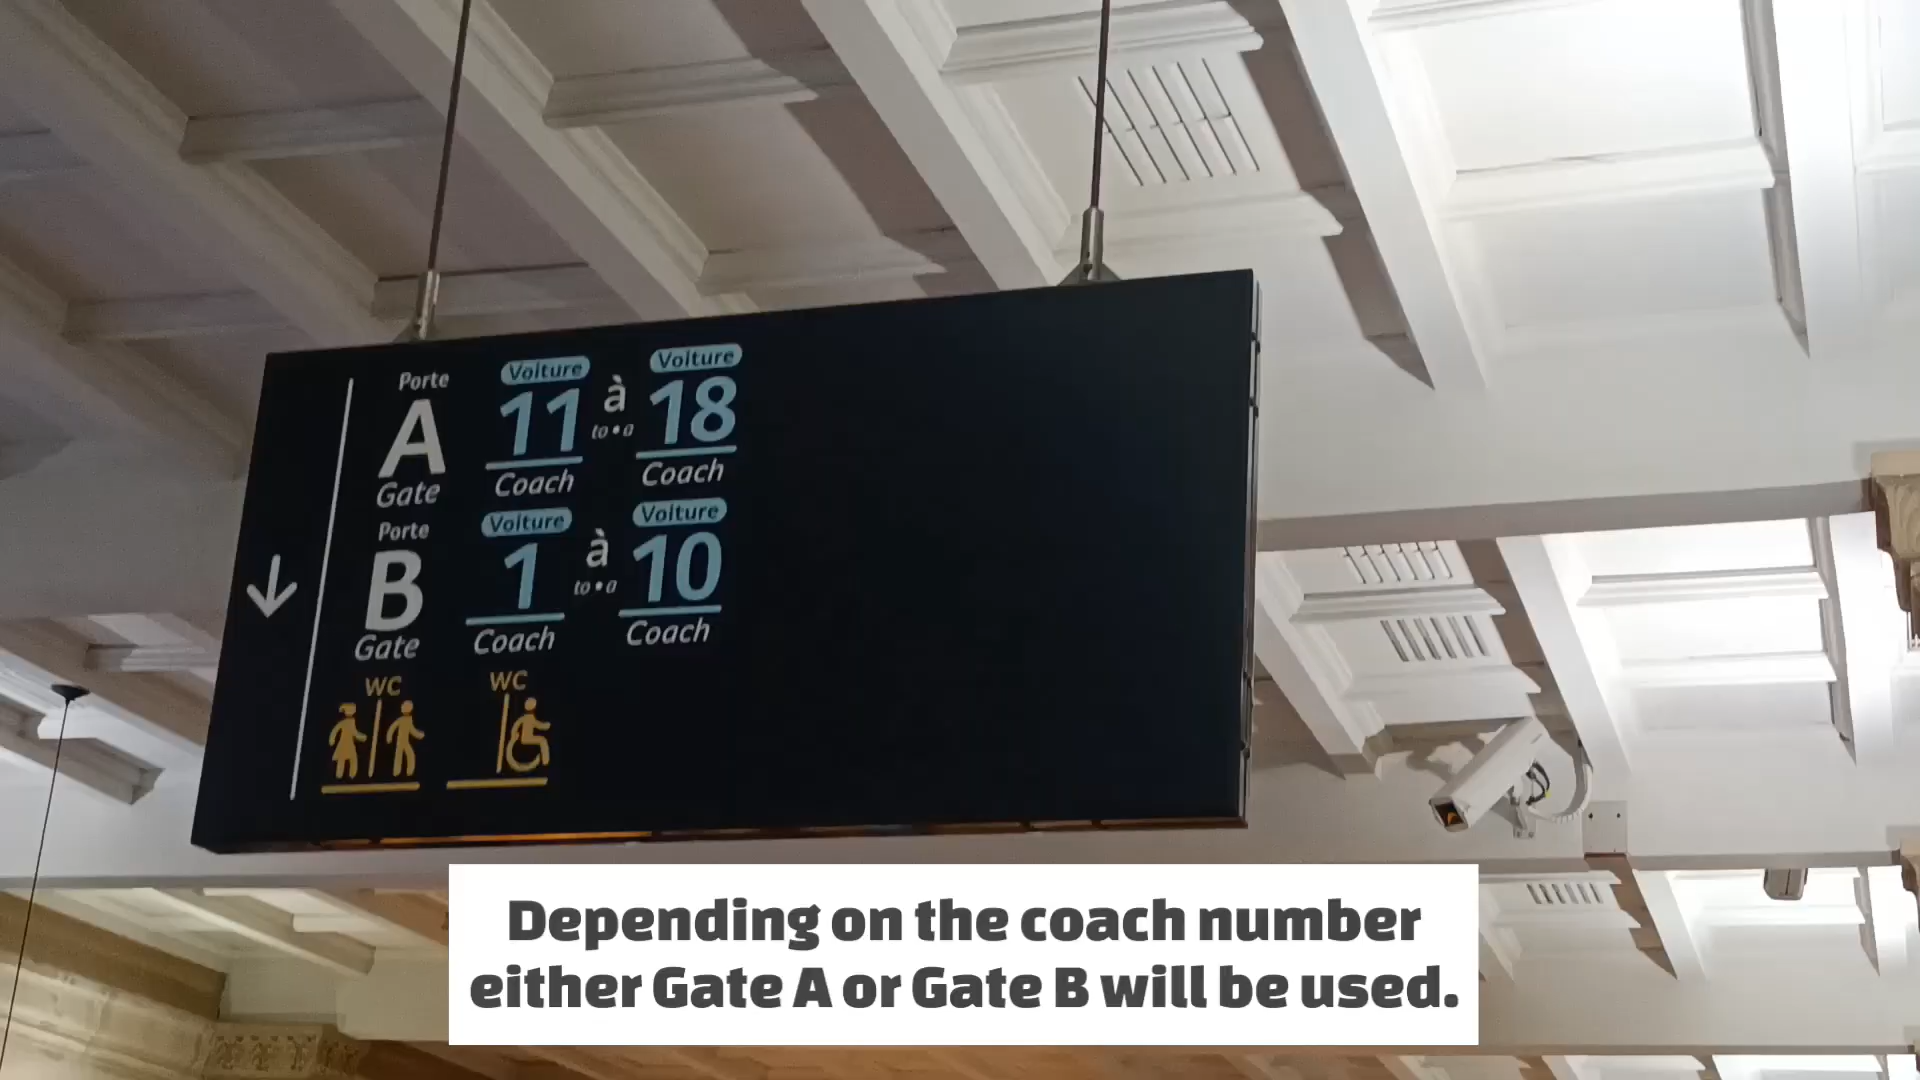 Porte
A
Gate
Voiture
11
Coach
à
to • a
Voiture
18
Coach
Porte
B
Gate
Voiture
1
Coach
à
to • a
Voiture
10
Coach
WC
WC
Depending on the coach number
either Gate A or Gate B will be used.